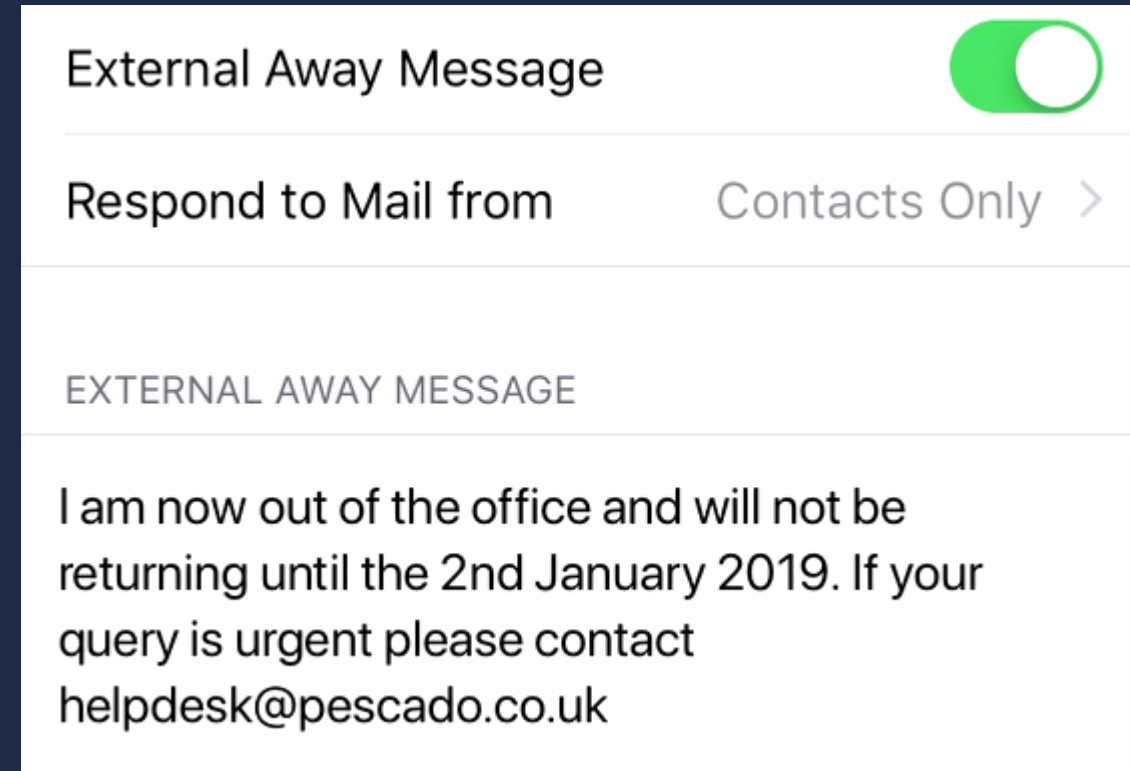 External Away Message
Respond to Mail from Contacts Only
EXTERNAL AWAY MESSAGE
I am now out of the office and will not be
returning until the 2nd January 2019. If your
query is urgent please contact
helpdesk@pescado.co.uk